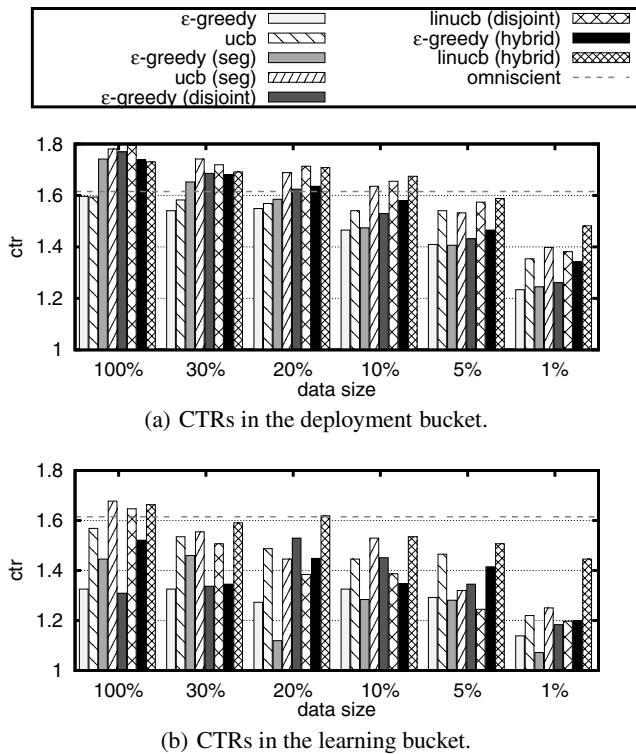 ε-greedy
ucb
ε-greedy (seg)
ucb (seg)
ε-greedy (disjoint)
linucb (disjoint)
ε-greedy (hybrid)
linucb (hybrid)
omniscient
1.8
1.6
1.4
1.2
1
ctr
100% 30% 20% 10% 5% 1%
data size
(a) CTRs in the deployment bucket.
1.8
1.6
1.4
1.2
1
ctr
100% 30% 20% 10% 5% 1%
data size
(b) CTRs in the learning bucket.